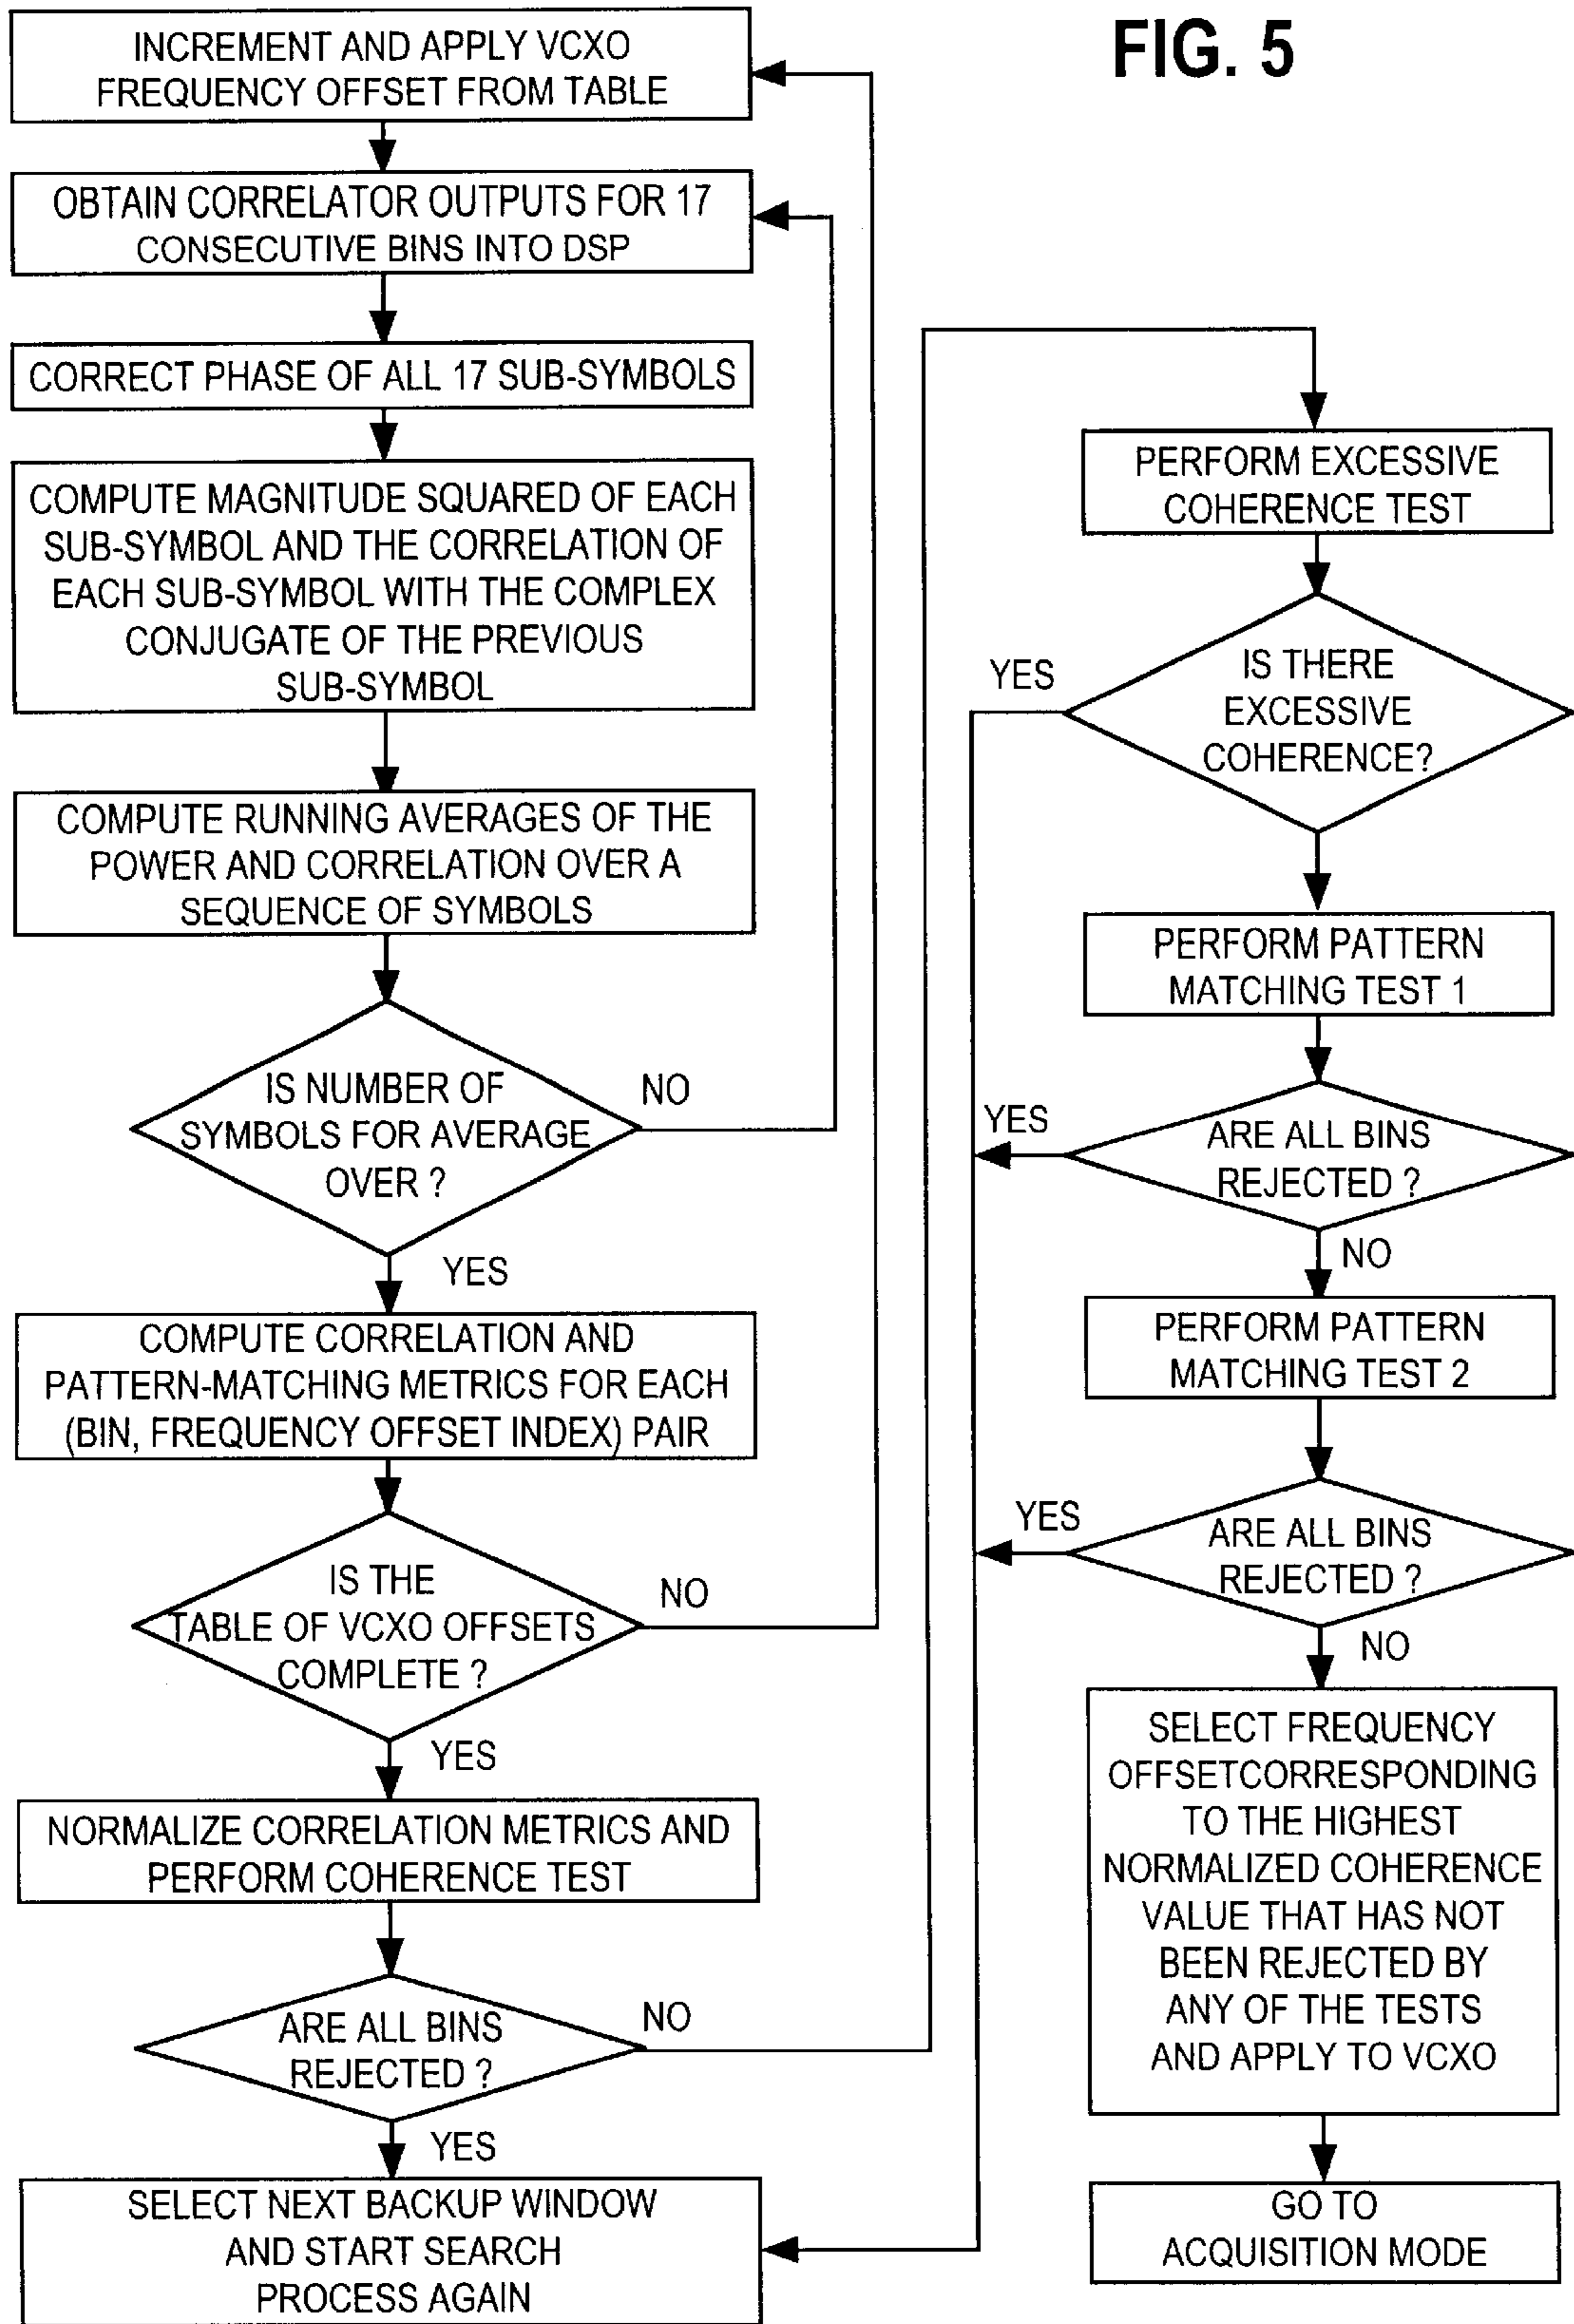 FIG. 5
INCREMENT AND APPLY VCXO
FREQUENCY OFFSET FROM TABLE
OBTAIN CORRELATOR OUTPUTS FOR 17
CONSECUTIVE BINS INTO DSP
CORRECT PHASE OF ALL 17 SUB-SYMBOLS
COMPUTE MAGNITUDE SQUARED OF EACH
SUB-SYMBOL AND THE CORRELATION OF
EACH SUB-SYMBOL WITH THE COMPLEX
CONJUGATE OF THE PREVIOUS
SUB-SYMBOL
COMPUTE RUNNING AVERAGES OF THE
POWER AND CORRELATION OVER A
SEQUENCE OF SYMBOLS
IS NUMBER OF
SYMBOLS FOR AVERAGE
OVER ?
NO
YES
COMPUTE CORRELATION AND
PATTERN-MATCHING METRICS FOR EACH
(BIN, FREQUENCY OFFSET INDEX) PAIR
IS THE
TABLE OF VCXO OFFSETS
COMPLETE ?
NO
YES
NORMALIZE CORRELATION METRICS AND
PERFORM COHERENCE TEST
ARE ALL BINS
REJECTED ?
NO
YES
SELECT NEXT BACKUP WINDOW
AND START SEARCH
PROCESS AGAIN
PERFORM EXCESSIVE
COHERENCE TEST
IS THERE
EXCESSIVE
COHERENCE?
YES
PERFORM PATTERN
MATCHING TEST 1
ARE ALL BINS
REJECTED ?
YES
NO
PERFORM PATTERN
MATCHING TEST 2
ARE ALL BINS
REJECTED ?
YES
NO
SELECT FREQUENCY
OFFSETCORRESPONDING
TO THE HIGHEST
NORMALIZED COHERENCE
VALUE THAT HAS NOT
BEEN REJECTED BY
ANY OF THE TESTS
AND APPLY TO VCXO
GO TO
ACQUISITION MODE